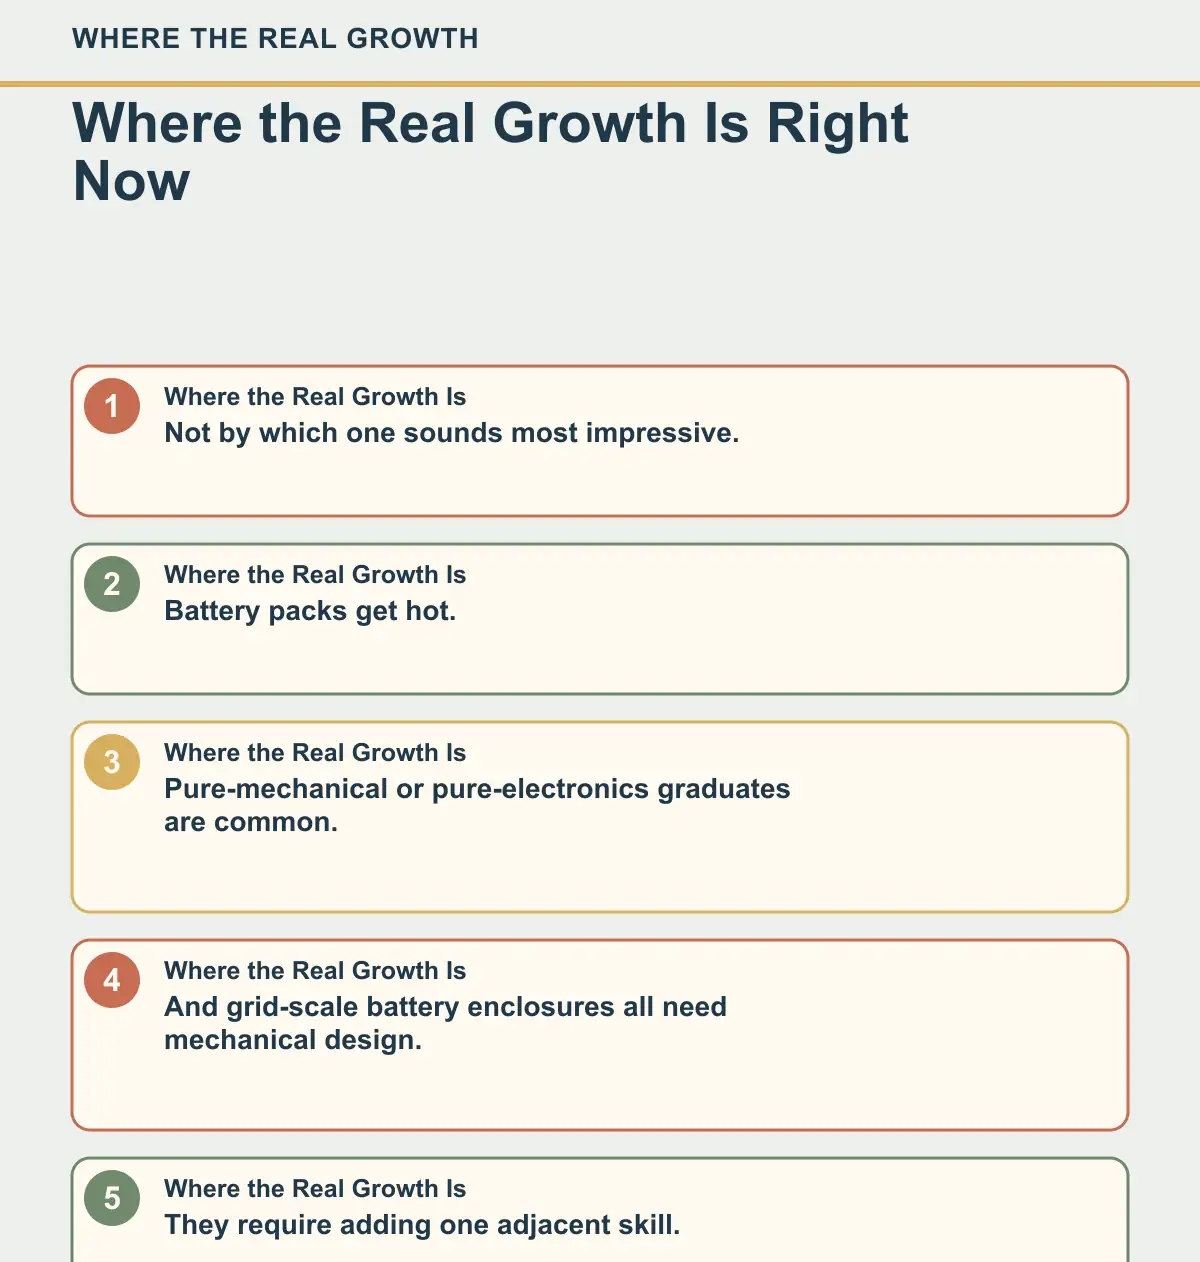 WHERE THE REAL GROWTH
Where the Real Growth Is Right
Now
1
Where the Real Growth Is
Not by which one sounds most impressive.
2
Where the Real Growth Is
Battery packs get hot.
3
Where the Real Growth Is
Pure-mechanical or pure-electronics graduates
are common.
4
Where the Real Growth Is
And grid-scale battery enclosures all need
mechanical design.
5
Where the Real Growth Is
They require adding one adjacent skill.